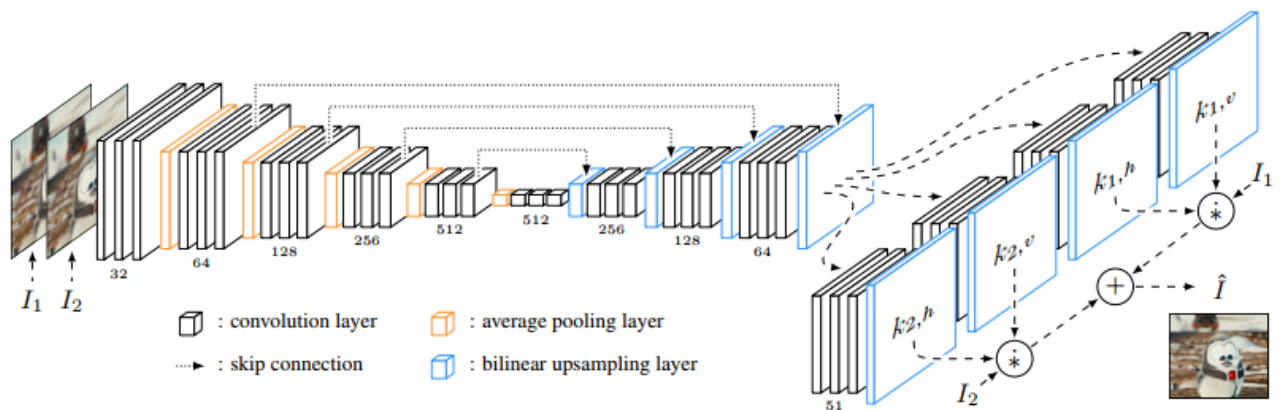 I₁ I₂
32
64
128
256
512
512
256
128
64
51
k₁,ᵥ
k₁,ₕ
k₂,ᵥ
k₂,ₕ
I₁
*
+
Î
*
I₂
: convolution layer
: average pooling layer
: skip connection
: bilinear upsampling layer